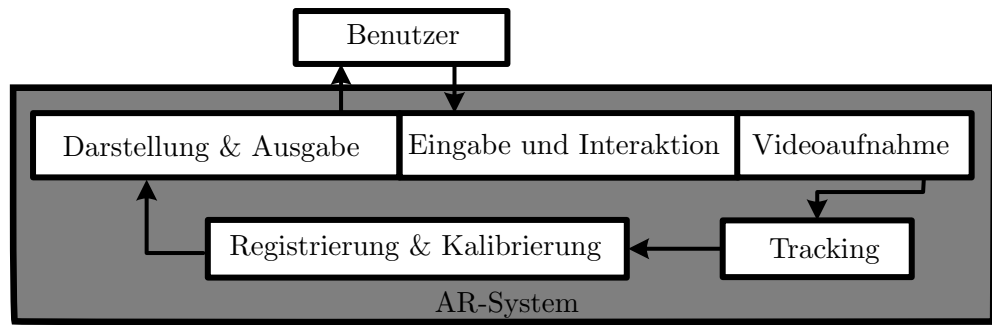 Benutzer
Darstellung & Ausgabe
Eingabe und Interaktion
Videoaufnahme
Registrierung & Kalibrierung
Tracking
AR-System